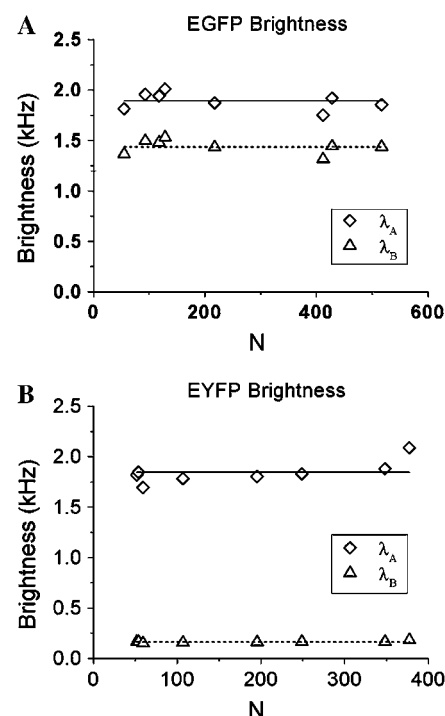 A
EGFP Brightness
Brightness (kHz)
2.5
2.0
1.5
1.0
0.5
0.0
λA
λB
0 200 400 600
N
B
EYFP Brightness
Brightness (kHz)
2.5
2.0
1.5
1.0
0.5
0.0
λA
λB
0 100 200 300 400
N